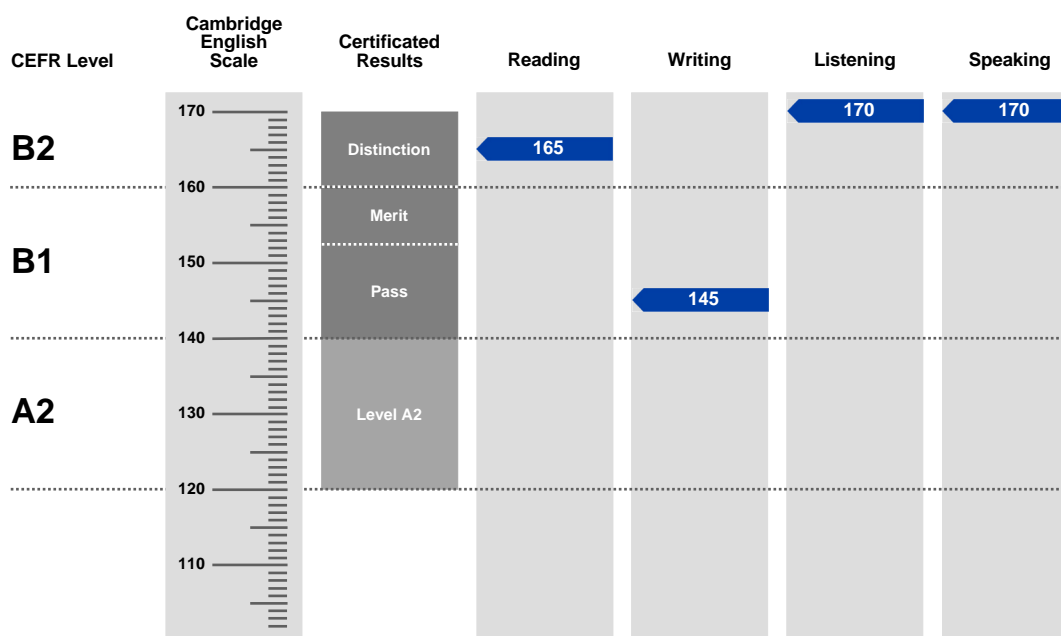 CEFR Level
Cambridge
English
Scale
Certificated
Results
Reading
Writing
Listening
Speaking
170
170
170
B2
Distinction
165
160
Merit
B1
150
Pass
145
140
A2
130
Level A2
120
110